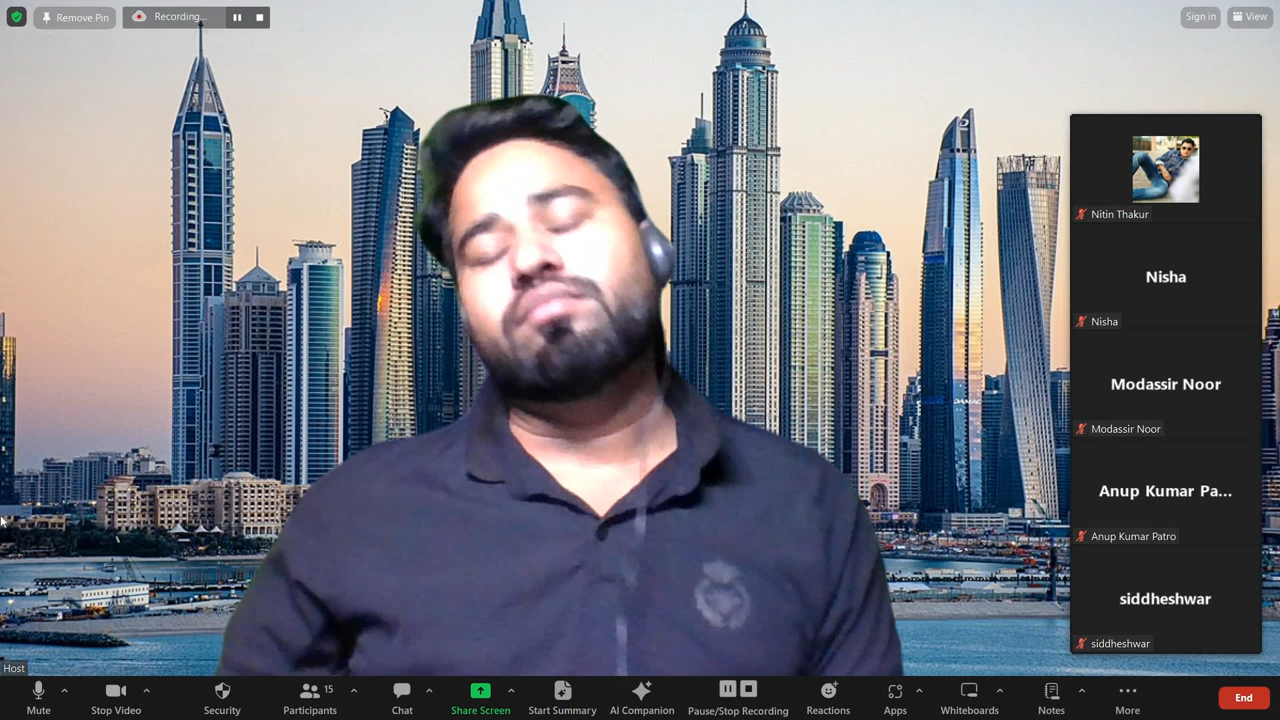 Remove Pin
Recording...
Sign in
View
Nitin Thakur
Nisha
Nisha
Modassir Noor
Modassir Noor
Anup Kumar Pa...
Anup Kumar Patro
siddheshwar
siddheshwar
DAMAC
Host
Mute
Stop Video
Security
Participants
15
Chat
Share Screen
Start Summary
AI Companion
Pause/Stop Recording
Reactions
Apps
Whiteboards
Notes
More
End